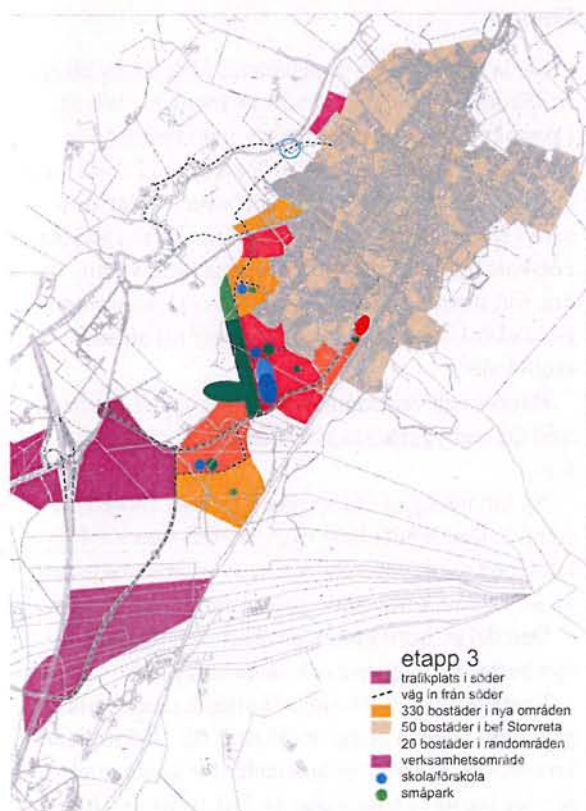 etapp 3
trafikplats i söder
väg in från söder
330 bostäder i nya områden
50 bostäder i bef Storvreta
20 bostäder i randområden
verksamhetsområde
skola/förskola
småpark